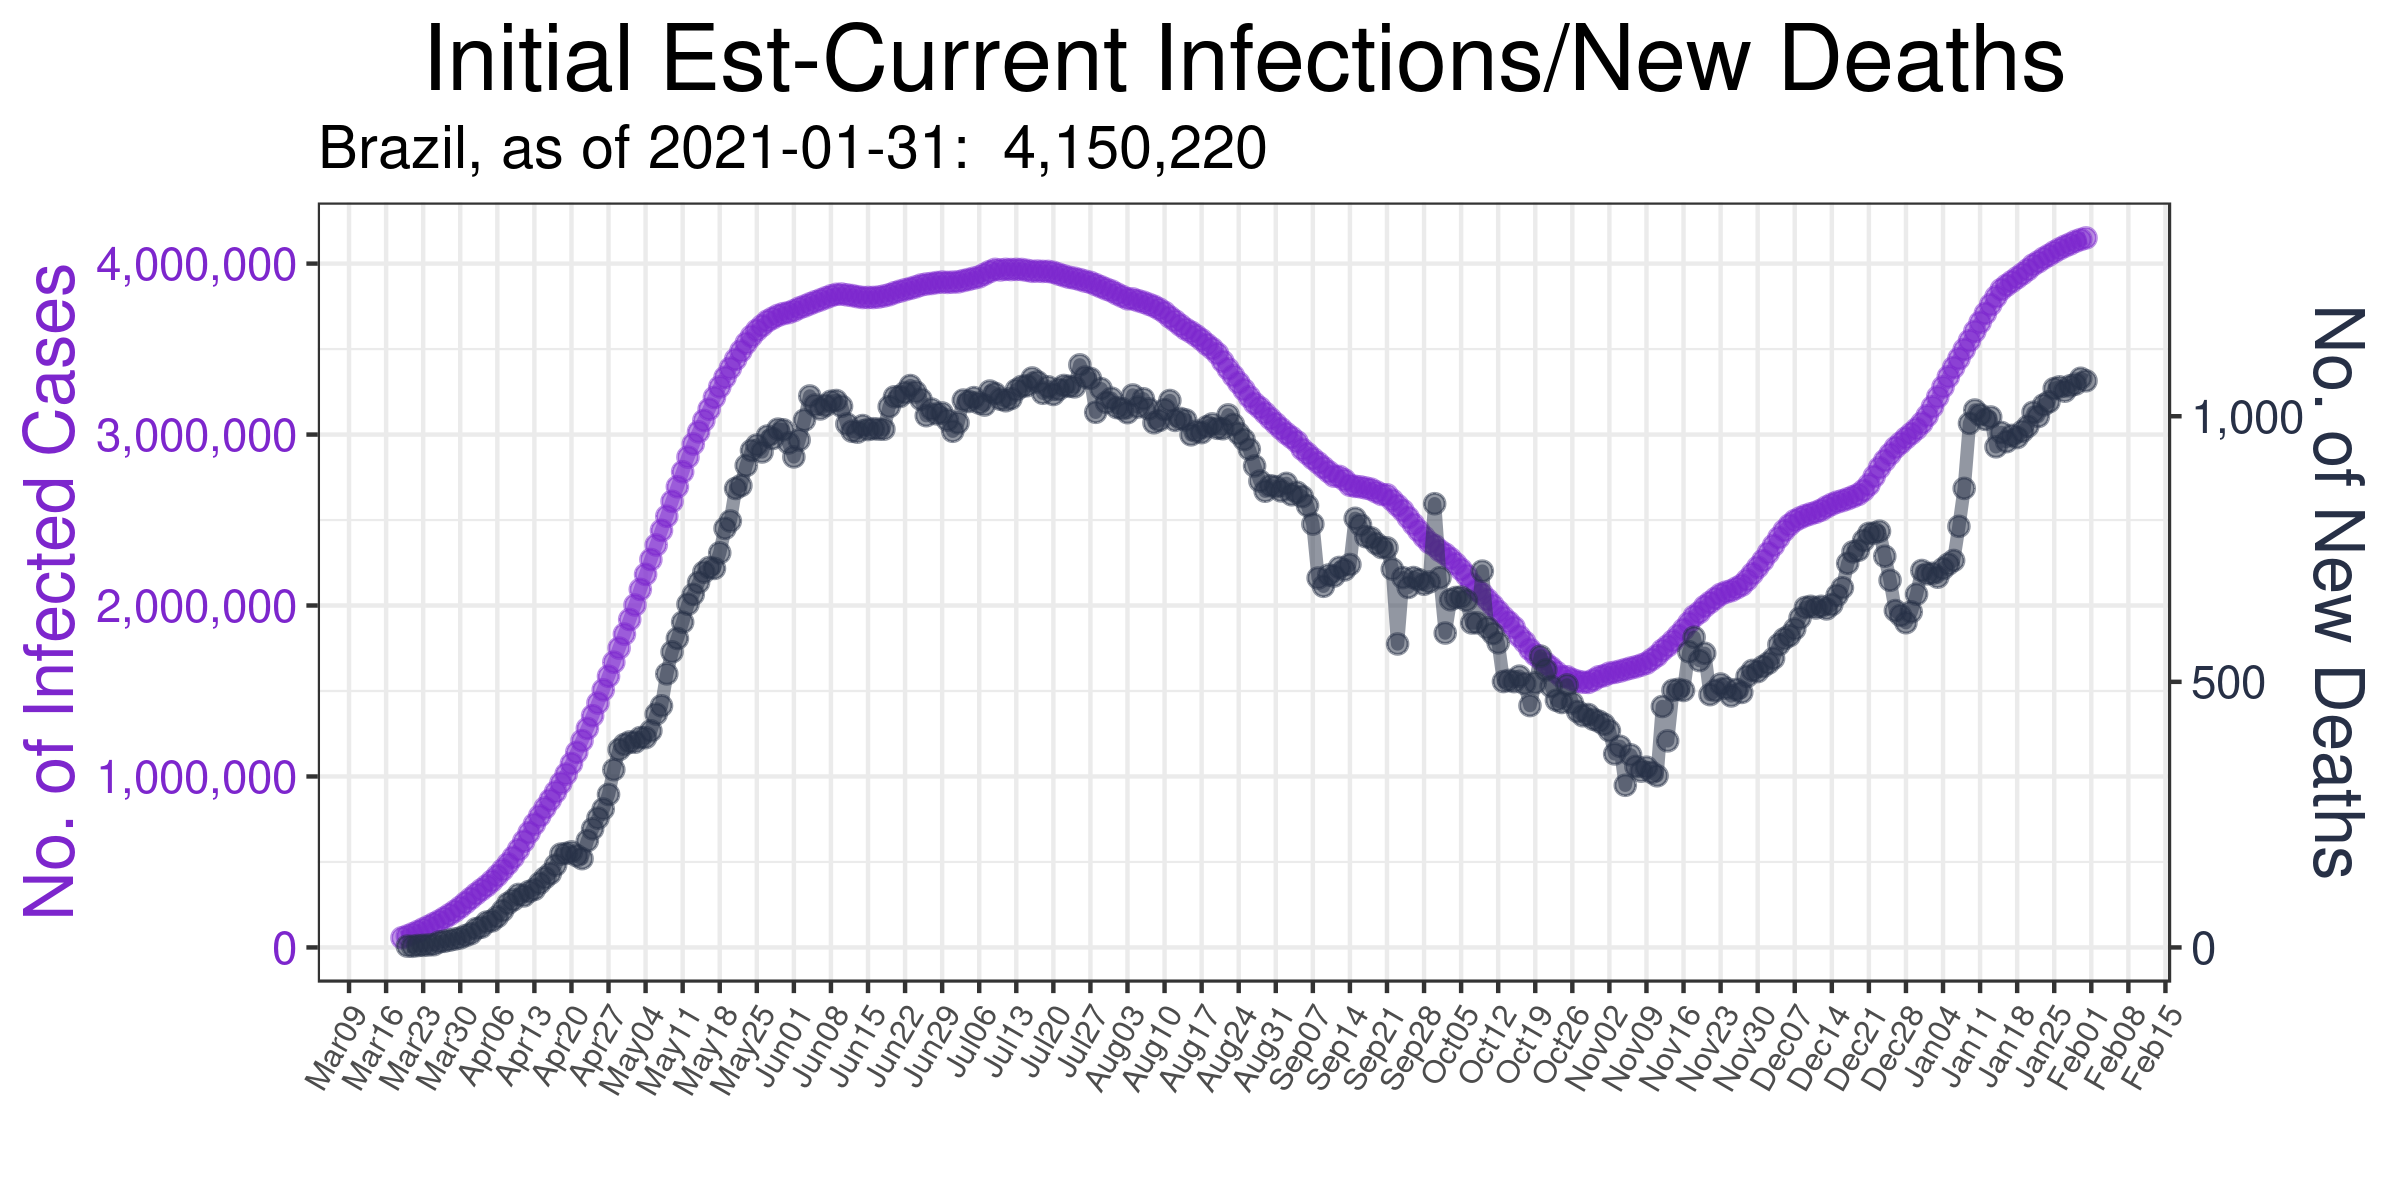 Initial Est-Current Infections/New Deaths
Brazil, as of 2021-01-31:  4,150,220
No. of Infected Cases
4,000,000
3,000,000
2,000,000
1,000,000
0
1,000
500
0
No. of New Deaths
Mar09
Mar16
Mar23
Mar30
Apr06
Apr13
Apr20
Apr27
May04
May11
May18
May25
Jun01
Jun08
Jun15
Jun22
Jun29
Jul06
Jul13
Jul20
Jul27
Aug03
Aug10
Aug17
Aug24
Aug31
Sep07
Sep14
Sep21
Sep28
Oct05
Oct12
Oct19
Oct26
Nov02
Nov09
Nov16
Nov23
Nov30
Dec07
Dec14
Dec21
Dec28
Dec04
Jan11
Jan18
Jan25
Feb01
Feb08
Feb15